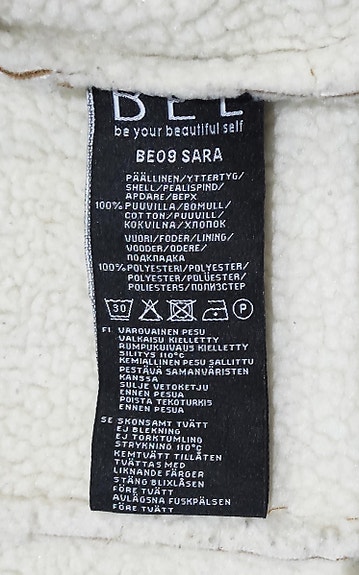 BEL
be your beautiful self
BE09 SARA
PÄÄLLINEN/YTTERTYG/
SHELL/PEALISPIND/
APDARE/ВЕРХ
100% PUUVILLA/BOMULL/
COTTON/PUUVILL/
KOKVILNA/ХЛОПОК
VUORI/FODER/LINING/
VOODER/ODERE/
ПОДКЛАДКА
100% POLYESTERI/POLYESTER/
POLYESTER/POLÜESTER/
POLIESTERS/ПОЛИЭСТЕР
30 P
FI VAROVAINEN PESU
VALKAISU KIELLETTY
RUMPUKUIVAUS KIELLETTY
SILITYS 110°C
KEMIALLINEN PESU SALLITTU
PESTÄVÄ SAMANVÄRISTEN
KANSSA
SULJE VETOKETJU
ENNEN PESUA
POISTA TEKOTURKIS
ENNEN PESUA
SE SKONSAMT TVÄTT
EJ BLEKNING
EJ TORKTUMLING
STRYKNING 110°C
KEMTVÄTT TILLÅTEN
TVÄTTAS MED
LIKNANDE FÄRGER
STÄNG BLIXLÅSEN
FÖRE TVÄTT
AVLÄGSNA FUSKPÄLSEN
FÖRE TVÄTT